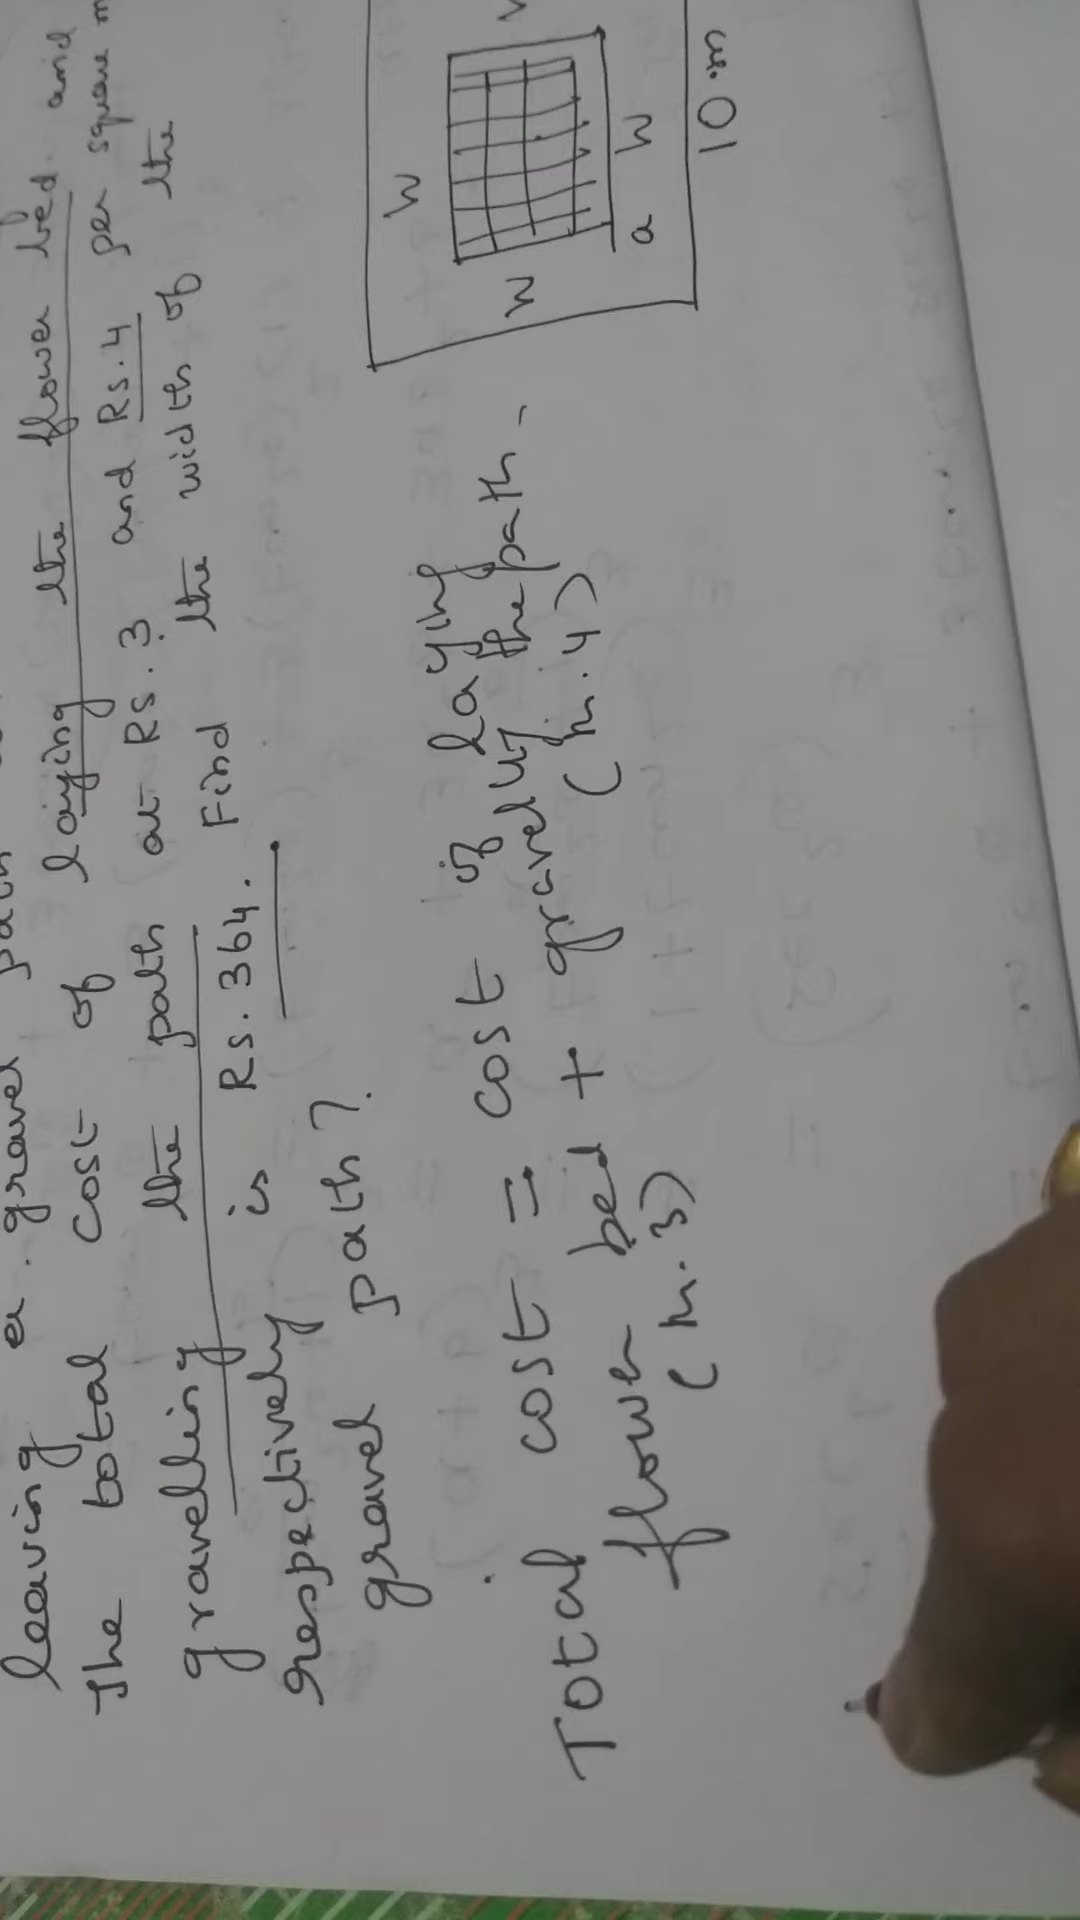 leaving a gravel path
The total cost of laying the flower bed and
gravelling the path at Rs.3 and Rs.4 per square m
respectively is Rs.364. Find the width of the
gravel path?
W
W
a W
10 m
Total cost = cost of Laying
flower bed + gravelling the path -
(m.3) (m.4)